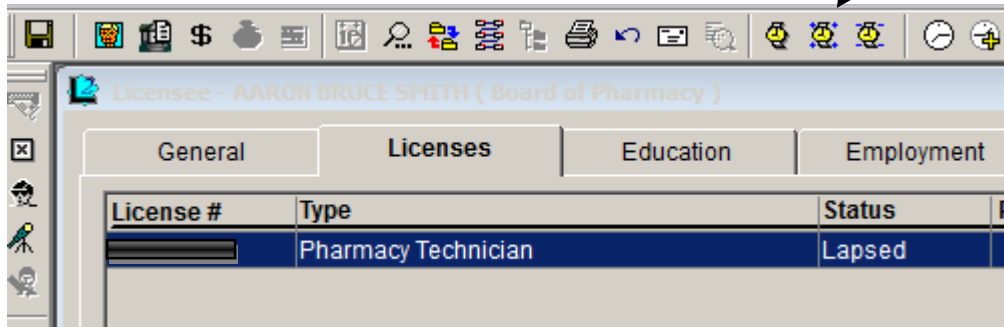 Licensee - AARON BRUCE SMITH ( Board of Pharmacy )
General Licenses Education Employment
License # Type Status
Pharmacy Technician Lapsed